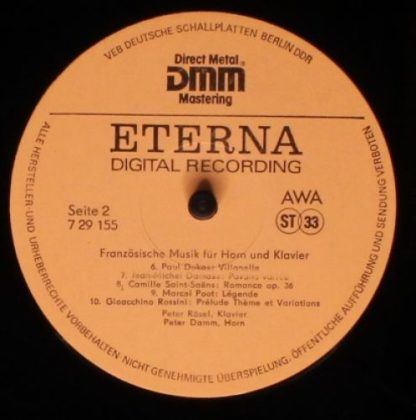 VEB DEUTSCHE SCHALLPLATTEN BERLIN DDR
Direct Metal
DMM
Mastering
ETERNA
DIGITAL RECORDING
AWA
Seite 2
ST 33
7 29 155
Französische Musik für Horn und Klavier
6. Paul Dukas: Villanelle
7. Jean-Michel Damase: Pavane variée
8. Camille Saint-Saëns: Romance op. 36
9. Marcel Poot: Légende
10. Gioacchino Rossini: Prélude Thème et Variations
Peter Rösel, Klavier
Peter Damm, Horn
ALLE HERSTELLER- UND URHEBERRECHTE VORBEHALTEN · NICHT GENEHMIGTE ÜBERSPIELUNG, ÖFFENTLICHE AUFFÜHRUNG UND SENDUNG VERBOTEN